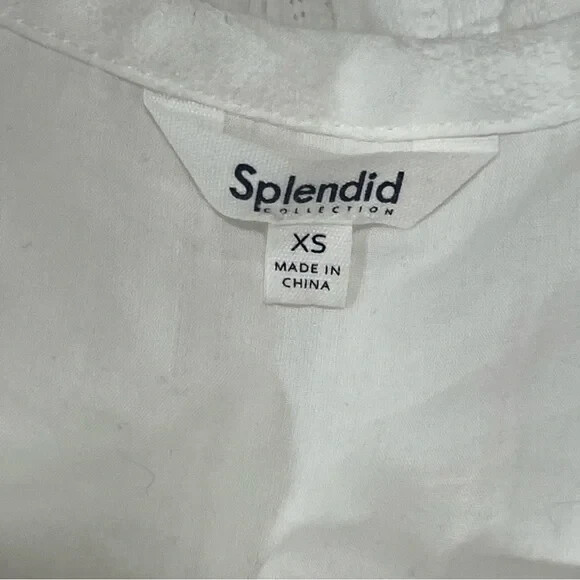 Splendid
COLLECTION
XS
MADE IN
CHINA